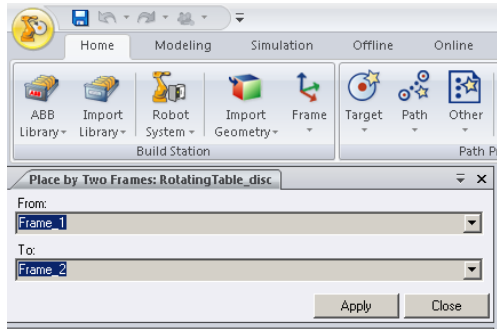 Home Modeling Simulation Offline Online
ABB Import Robot Import Frame Target Path Other
Library Library System Geometry
Build Station Path P
Place by Two Frames: RotatingTable_disc
From:
Frame_1
To:
Frame_2
Apply Close